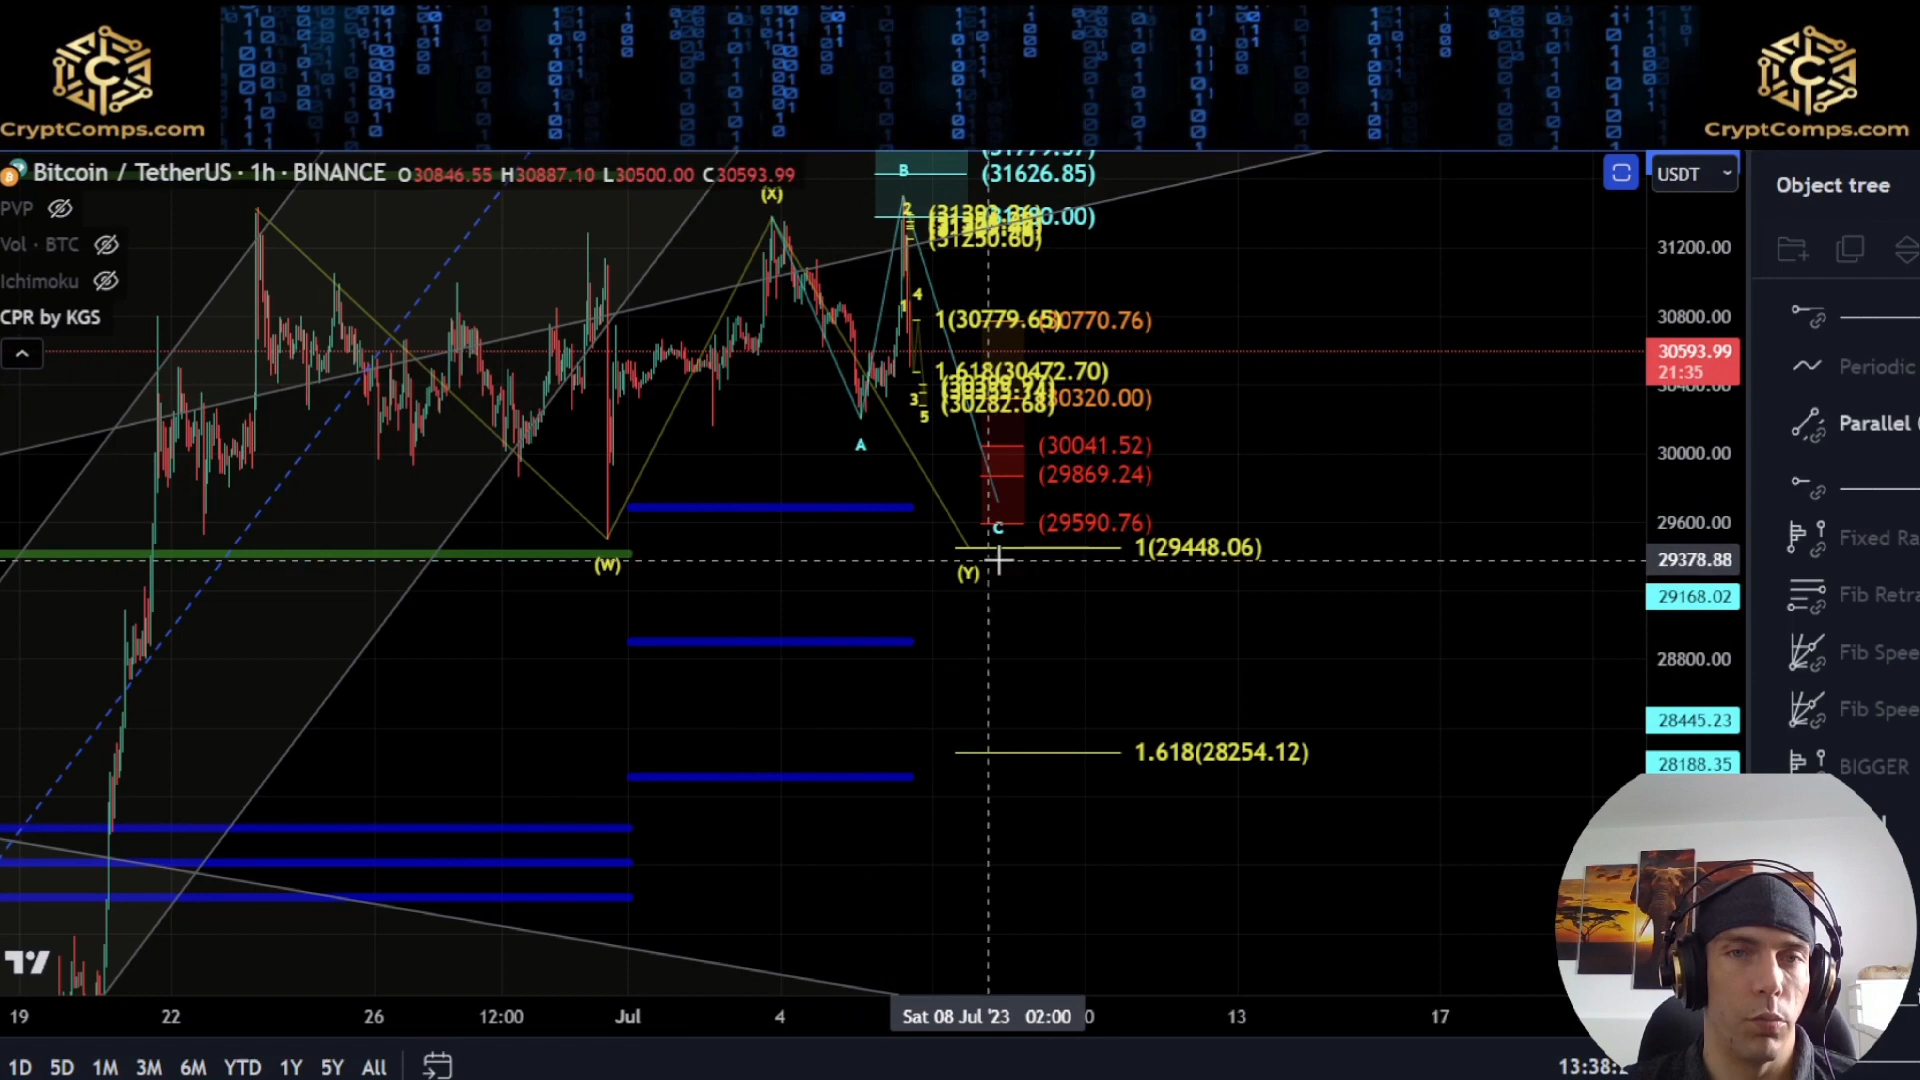 CryptComps.com
CryptComps.com
Bitcoin / TetherUS · 1h · BINANCE O30846.55 H30887.10 L30500.00 C30593.99
PVP
Vol · BTC
Ichimoku
CPR by KGS
USDT
Object tree
(X)
B
(31626.85)
2
(31250.60)
31200.00
4
1
1(30779.65)
(30770.76)
30800.00
30593.99
21:35
1.618(30472.70)
3
5
(30282.68)
(30320.00)
A
(30041.52)
30000.00
(29869.24)
(29590.76)
29600.00
C
1(29448.06)
(W)
(Y)
29378.88
29168.02
28800.00
28445.23
1.618(28254.12)
28188.35
Periodic
Parallel (
Fixed Ra
Fib Retra
Fib Spee
Fib Spee
BIGGER
19 22 26 12:00 Jul 4 Sat 08 Jul '23 02:00 0 13 17
1D 5D 1M 3M 6M YTD 1Y 5Y All
13:38:2